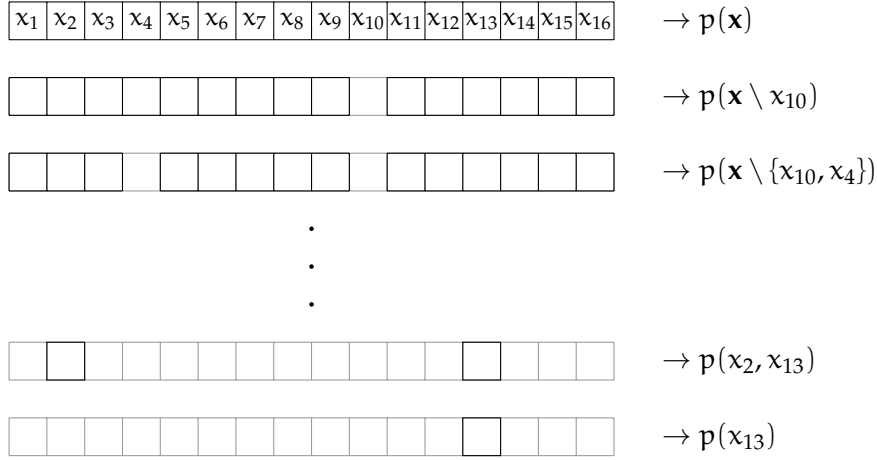 x₁ x₂ x₃ x₄ x₅ x₆ x₇ x₈ x₉ x₁₀ x₁₁ x₁₂ x₁₃ x₁₄ x₁₅ x₁₆ → p(𝐱)
→ p(𝐱 \ x₁₀)
→ p(𝐱 \ {x₁₀, x₄})
→ p(x₂, x₁₃)
→ p(x₁₃)